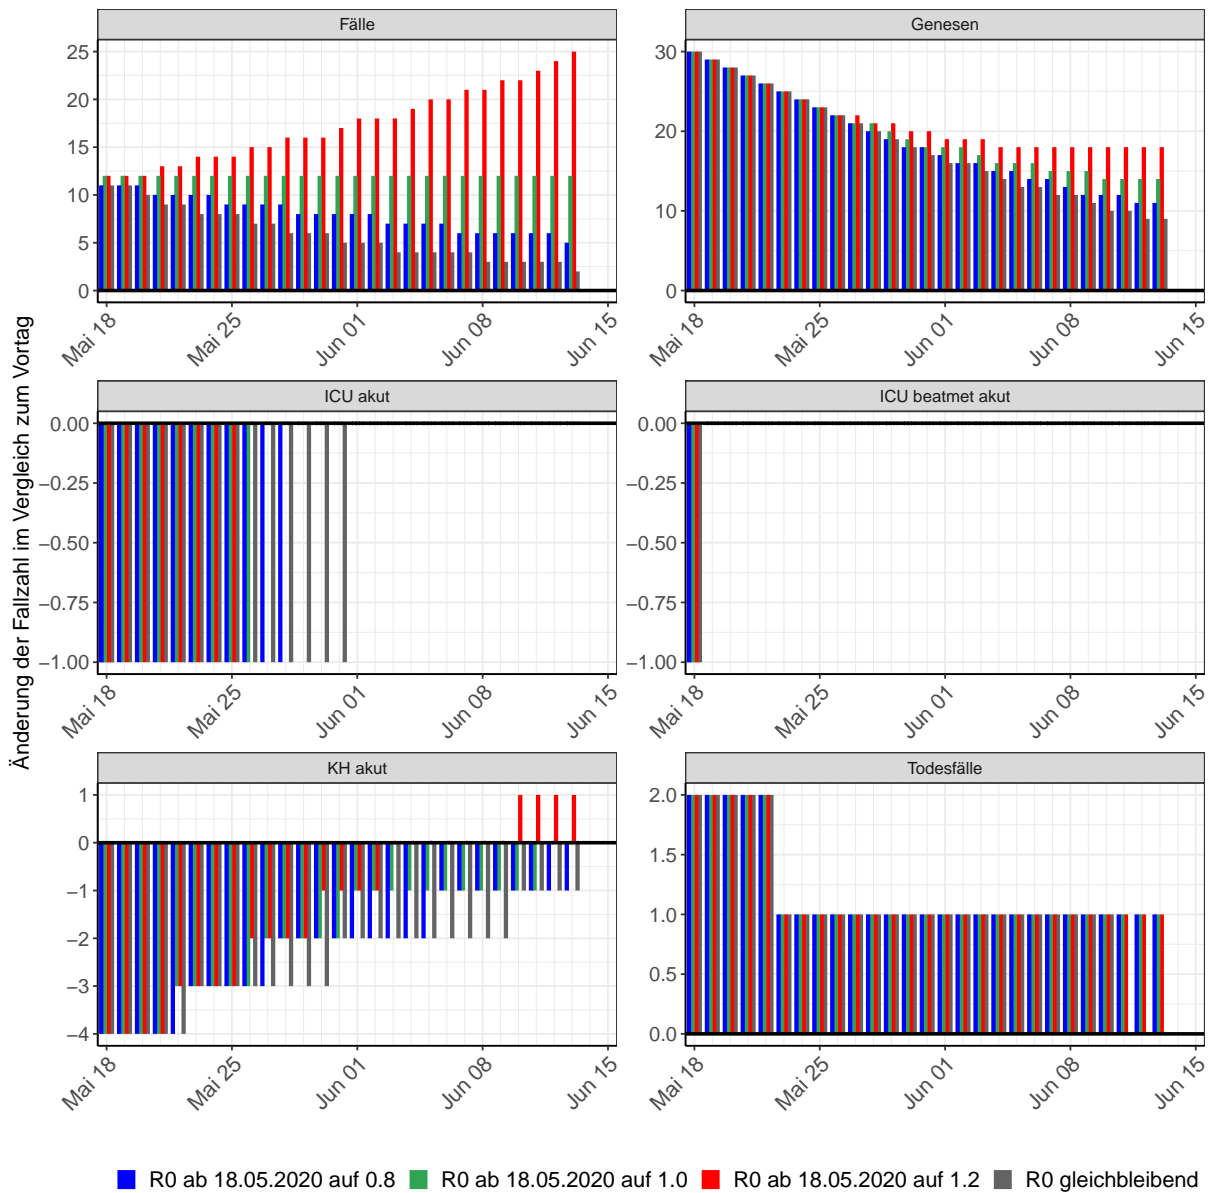 Änderung der Fallzahl im Vergleich zum Vortag
Fälle
25
20
15
10
5
0
Mai 18
Mai 25
Jun 01
Jun 08
Jun 15
Genesen
30
20
10
0
Mai 18
Mai 25
Jun 01
Jun 08
Jun 15
ICU akut
0.00
−0.25
−0.50
−0.75
−1.00
Mai 18
Mai 25
Jun 01
Jun 08
Jun 15
ICU beatmet akut
0.00
−0.25
−0.50
−0.75
−1.00
Mai 18
Mai 25
Jun 01
Jun 08
Jun 15
KH akut
1
0
−1
−2
−3
−4
Mai 18
Mai 25
Jun 01
Jun 08
Jun 15
Todesfälle
2.0
1.5
1.0
0.5
0.0
Mai 18
Mai 25
Jun 01
Jun 08
Jun 15
R0 ab 18.05.2020 auf 0.8 R0 ab 18.05.2020 auf 1.0 R0 ab 18.05.2020 auf 1.2 R0 gleichbleibend